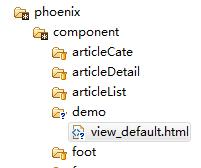 phoenix
component
articleCate
articleDetail
articleList
demo
view_default.html
foot